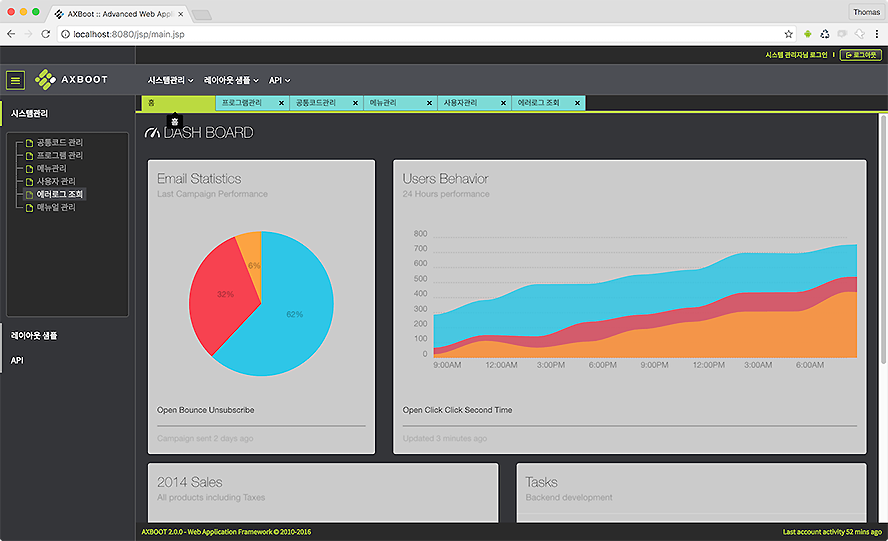 AXBoot :: Advanced Web Appl
Thomas
localhost:8080/jsp/main.jsp
시스템 관리자님 로그인
로그아웃
AXBOOT
시스템관리
레이아웃 샘플
API
홈
프로그램관리
공통코드관리
메뉴관리
사용자관리
에러로그 조회
홈
시스템관리
공통코드 관리
프로그램 관리
메뉴관리
사용자 관리
에러로그 조회
메뉴얼 관리
레이아웃 샘플
API
DASH BOARD
Email Statistics
Last Campaign Performance
6%
32%
62%
Open Bounce Unsubscribe
Campaign sent 2 days ago
Users Behavior
24 Hours performance
800
700
600
500
400
300
200
100
0
9:00AM 12:00AM 3:00PM 6:00PM 9:00PM 12:00PM 3:00AM 6:00AM
Open Click Click Second Time
Updated 3 minutes ago
2014 Sales
All products including Taxes
Tasks
Backend development
AXBOOT 2.0.0 - Web Application Framework © 2010-2016
Last account activity 52 mins ago